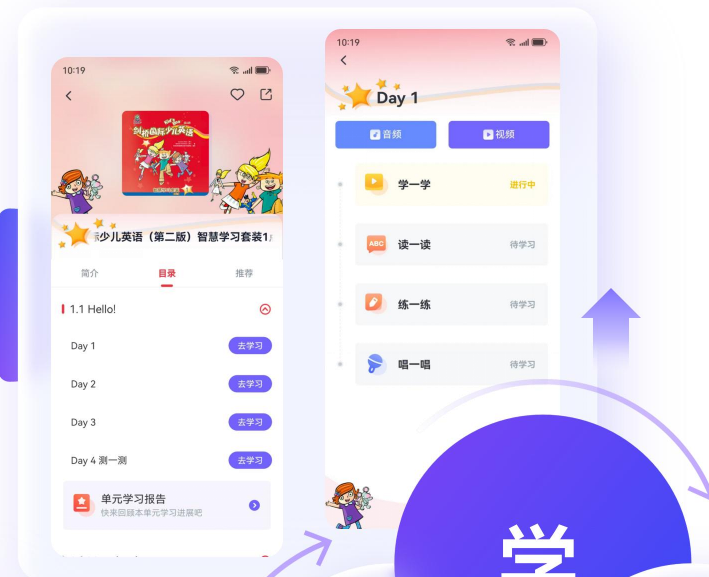 10:19
剑桥国际少儿英语
际少儿英语（第二版）智慧学习套装1
简介
目录
推荐
1.1 Hello!
Day 1
去学习
Day 2
去学习
Day 3
去学习
Day 4 测一测
去学习
单元学习报告
快来回顾本单元学习进展吧
10:19
Day 1
音频
视频
学一学
进行中
ABC
读一读
待学习
练一练
待学习
唱一唱
待学习
学